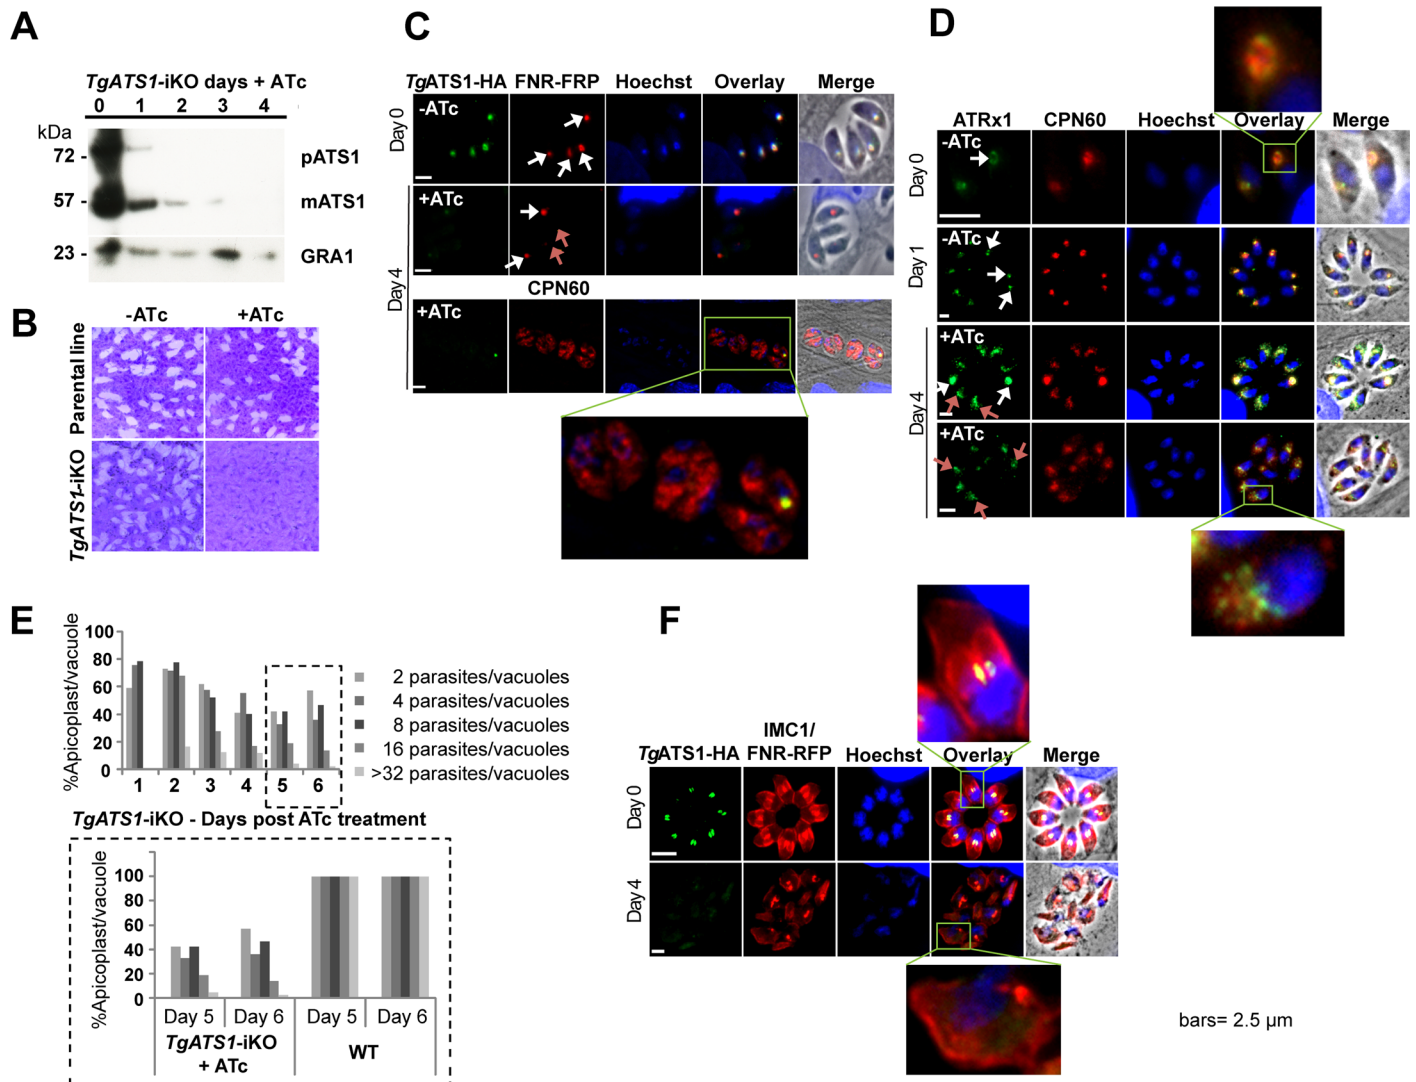 A
TgATS1-iKO days + ATc
0 1 2 3 4
kDa
72 -
57 -
23 -
pATS1
mATS1
GRA1
B
-ATc +ATc
Parental line
TgATS1-iKO
C
TgATS1-HA FNR-FRP Hoechst Overlay Merge
Day 0
-ATc
Day 4
+ATc
CPN60
+ATc
D
ATRx1 CPN60 Hoechst Overlay Merge
Day 0
-ATc
Day 1
-ATc
Day 4
+ATc
+ATc
E
%Apicoplast/vacuole
100
80
60
40
20
0
1 2 3 4 5 6
2 parasites/vacuoles
4 parasites/vacuoles
8 parasites/vacuoles
16 parasites/vacuoles
>32 parasites/vacuoles
TgATS1-iKO - Days post ATc treatment
%Apicoplast/vacuole
100
80
60
40
20
0
Day 5 Day 6 Day 5 Day 6
TgATS1-iKO
+ ATc
WT
F
IMC1/
TgATS1-HA FNR-RFP Hoechst Overlay Merge
Day 0
Day 4
bars= 2.5 µm